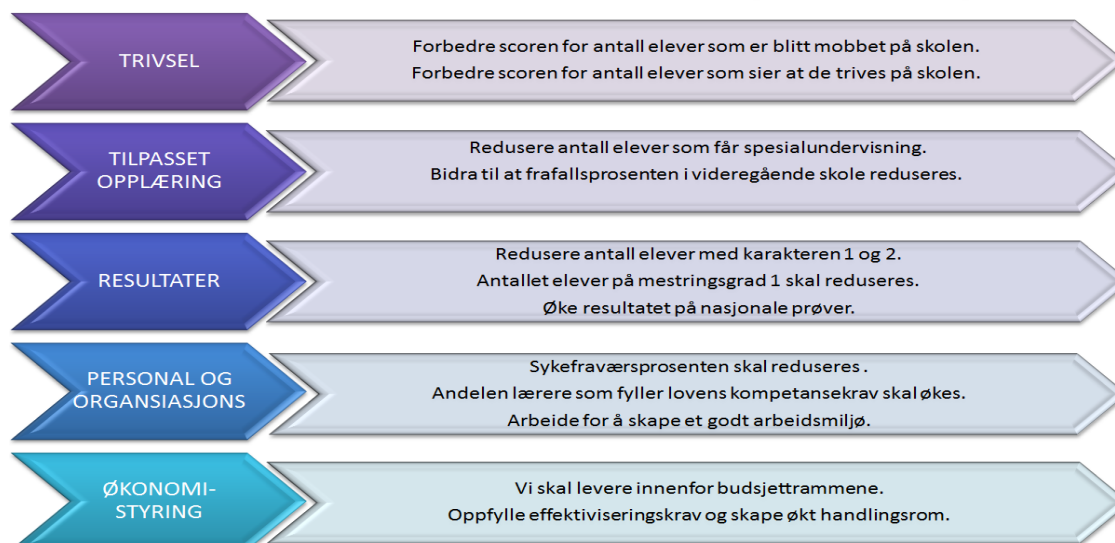 TRIVSEL
Forbedre scoren for antall elever som er blitt mobbet på skolen.
Forbedre scoren for antall elever som sier at de trives på skolen.
TILPASSET
OPPLÆRING
Redusere antall elever som får spesialundervisning.
Bidra til at frafallsprosenten i videregående skole reduseres.
RESULTATER
Redusere antall elever med karakteren 1 og 2.
Antallet elever på mestringsgrad 1 skal reduseres.
Øke resultatet på nasjonale prøver.
PERSONAL OG
ORGANSIASJONS
Sykefraværsprosenten skal reduseres .
Andelen lærere som fyller lovens kompetansekrav skal økes.
Arbeide for å skape et godt arbeidsmiljø.
ØKONOMI-
STYRING
Vi skal levere innenfor budsjettrammene.
Oppfylle effektiviseringskrav og skape økt handlingsrom.